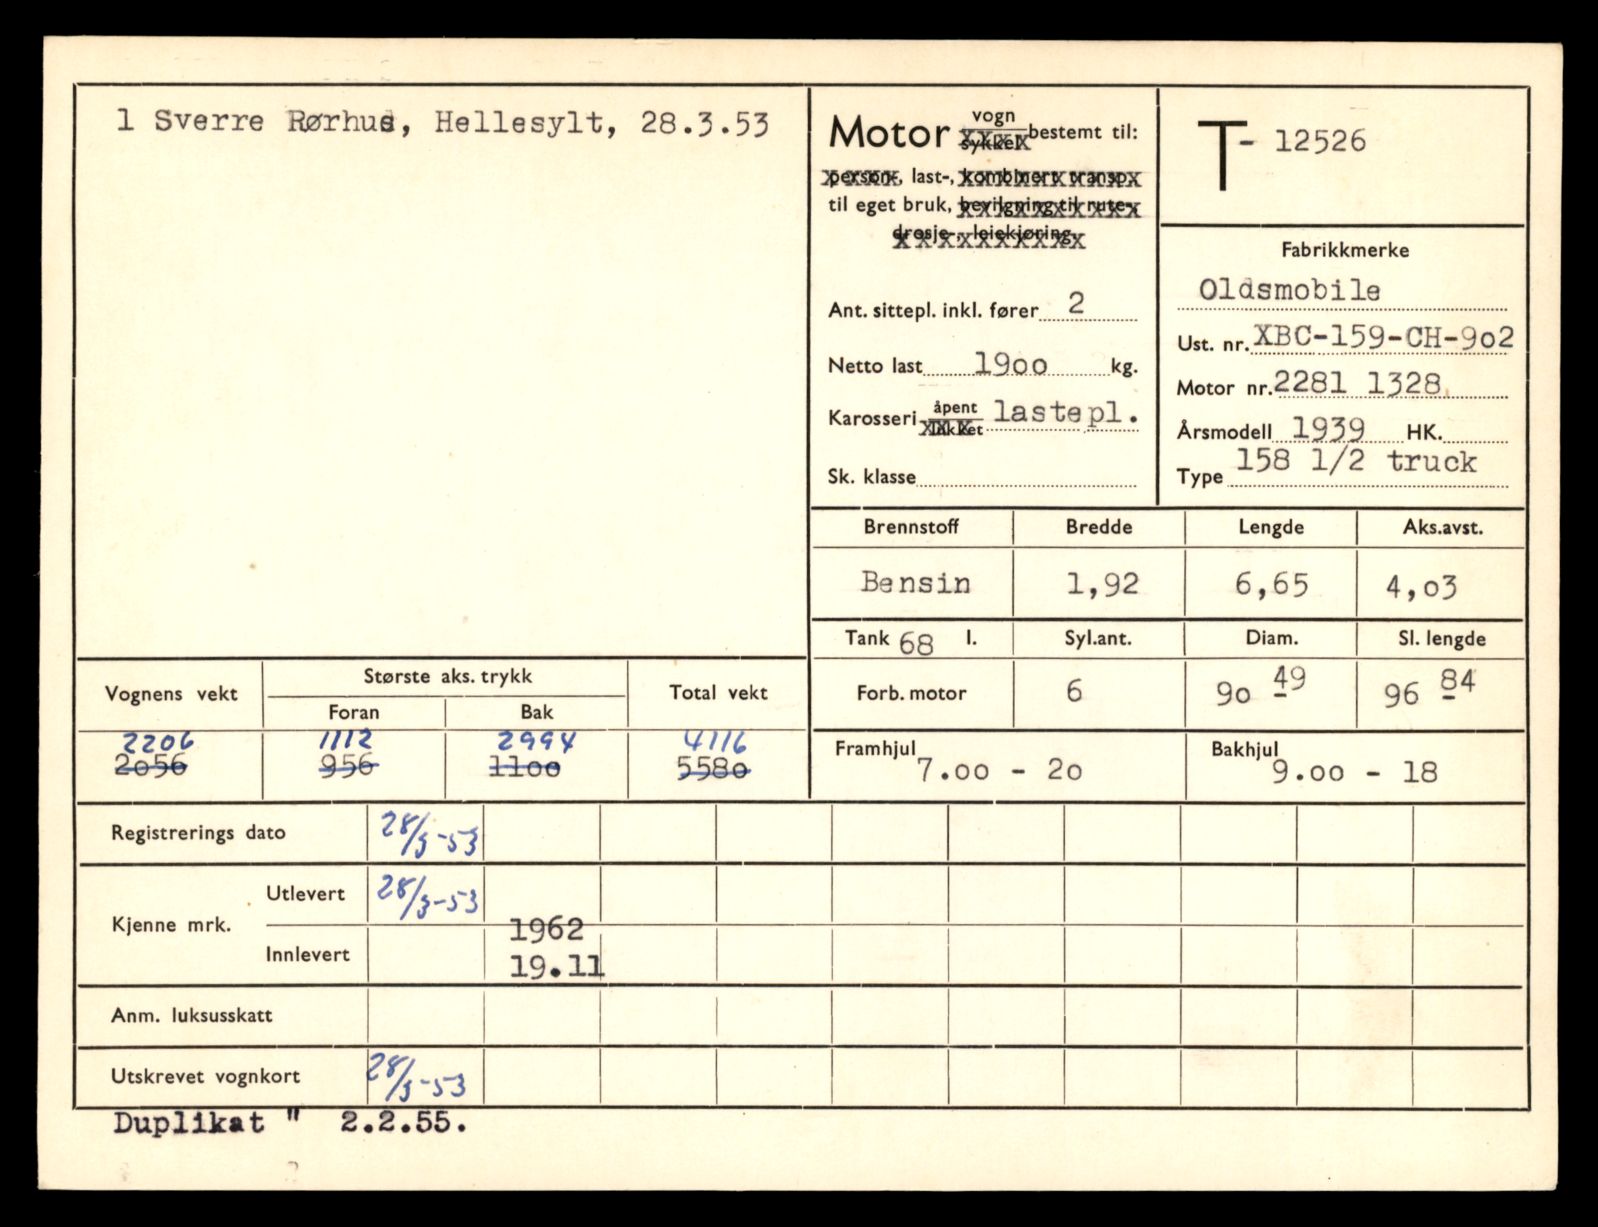 1 Sverre Rørhus, Hellesylt, 28.3.53
Motor vogn sykkel bestemt til:
person-, last-, kombinert transp.
til eget bruk, bevilgning til rute-,
drosje-, leiekjøring.
Ant. sittepl. inkl. fører 2
Netto last 19oo kg.
Karosseri åpent lukket lastepl.
Sk. klasse
T- 12526
Fabrikkmerke
Oldsmobile
Ust. nr. XBC-159-CH-9o2
Motor nr. 2281 1328
Årsmodell 1939 HK.
Type 158 1/2 truck
Brennstoff Bredde Lengde Aks.avst.
Bensin 1,92 6,65 4,o3
Tank 68 l. Syl.ant. Diam. Sl. lengde
Forb. motor 6 9o 49 96 84
Framhjul 7.oo - 2o Bakhjul 9.oo - 18
Vognens vekt Største aks. trykk Total vekt
Foran Bak
2206 1112 2994 4116
2o56 956 11oo 558o
Registrerings dato 28/3-53
Kjenne mrk. Utlevert 28/3-53
Innlevert 1962
19.11
Anm. luksusskatt
Utskrevet vognkort 28/3-53
Duplikat " 2.2.55.